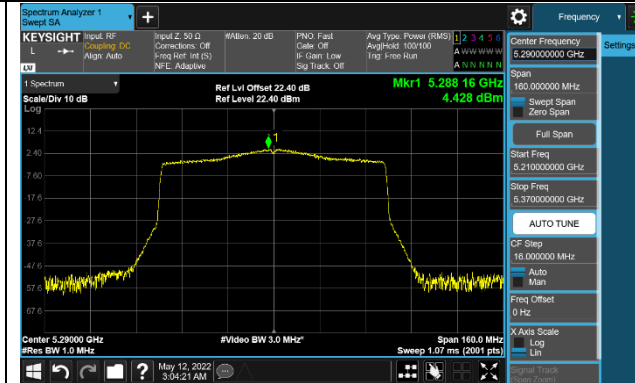 Spectrum Analyzer 1
Swept SA
Frequency
KEYSIGHT
L
LXI
Input: RF
Coupling: DC
Align: Auto
Input Z: 50 Ω
Corrections: Off
Freq Ref: Int (S)
NFE: Adaptive
#Atten: 20 dB
PNO: Fast
Gate: Off
IF Gain: Low
Sig Track: Off
Avg Type: Power (RMS)
Avg|Hold: 100/100
Trig: Free Run
1 2 3 4 5 6
A W W W W W
A N N N N N
Settings
Center Frequency
5.290000000 GHz
Span
160.000000 MHz
Swept Span
Zero Span
Full Span
Start Freq
5.210000000 GHz
Stop Freq
5.370000000 GHz
AUTO TUNE
CF Step
16.000000 MHz
Auto
Man
Freq Offset
0 Hz
X Axis Scale
Log
Lin
Signal Track
(Span Zoom)
1 Spectrum
Scale/Div 10 dB
Log
Ref Lvl Offset 22.40 dB
Ref Level 22.40 dBm
Mkr1 5.288 16 GHz
4.428 dBm
12.4
2.40
-7.60
-17.6
-27.6
-37.6
-47.6
-57.6
-67.6
1
Center 5.29000 GHz
#Res BW 1.0 MHz
#Video BW 3.0 MHz*
Span 160.0 MHz
Sweep 1.07 ms (2001 pts)
May 12, 2022
3:04:21 AM